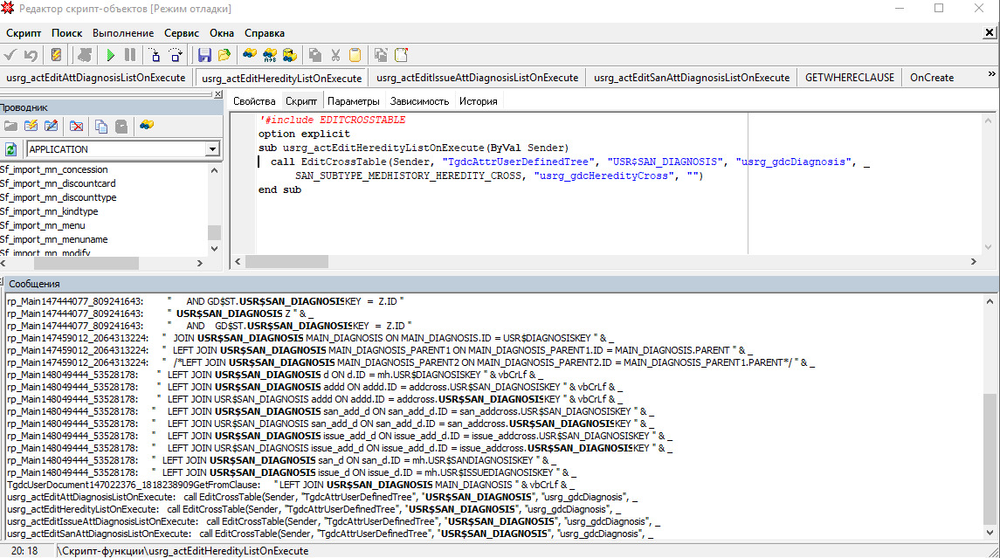 Редактор скрипт-объектов [Режим отладки]
Скрипт Поиск Выполнение Сервис Окна Справка
usrg_actEditAttDiagnosisListOnExecute usrg_actEditHeredityListOnExecute usrg_actEditIssueAttDiagnosisListOnExecute usrg_actEditSanAttDiagnosisListOnExecute GETWHERECLAUSE OnCreate
Проводник
APPLICATION
Sf_import_mn_concession
Sf_import_mn_discountcard
Sf_import_mn_discounttype
Sf_import_mn_kindtype
Sf_import_mn_menu
Sf_import_mn_menuname
Sf_import_mn_modify
Свойства Скрипт Параметры Зависимость История
'#include EDITCROSSTABLE
option explicit
sub usrg_actEditHeredityListOnExecute(ByVal Sender)
call EditCrossTable(Sender, "TgdcAttrUserDefinedTree", "USR$SAN_DIAGNOSIS", "usrg_gdcDiagnosis", _
SAN_SUBTYPE_MEDHISTORY_HEREDITY_CROSS, "usrg_gdcHeredityCross", "")
end sub
Сообщения
rp_Main147444077_809241643: " AND GD$ST.USR$SAN_DIAGNOSISKEY = Z.ID "
rp_Main147444077_809241643: " USR$SAN_DIAGNOSIS Z " & _
rp_Main147444077_809241643: " AND GD$ST.USR$SAN_DIAGNOSISKEY = Z.ID "
rp_Main147459012_2064313224: " JOIN USR$SAN_DIAGNOSIS MAIN_DIAGNOSIS ON MAIN_DIAGNOSIS.ID = USR$DIAGNOSISKEY " & _
rp_Main147459012_2064313224: " LEFT JOIN USR$SAN_DIAGNOSIS MAIN_DIAGNOSIS_PARENT1 ON MAIN_DIAGNOSIS_PARENT1.ID = MAIN_DIAGNOSIS.PARENT " & _
rp_Main147459012_2064313224: " /*LEFT JOIN USR$SAN_DIAGNOSIS MAIN_DIAGNOSIS_PARENT2 ON MAIN_DIAGNOSIS_PARENT2.ID = MAIN_DIAGNOSIS_PARENT1.PARENT*/ " & _
rp_Main148049444_53528178: " LEFT JOIN USR$SAN_DIAGNOSIS d ON d.ID = mh.USR$DIAGNOSISKEY " & vbCrLf & _
rp_Main148049444_53528178: " LEFT JOIN USR$SAN_DIAGNOSIS addd ON addd.ID = addcross.USR$SAN_DIAGNOSISKEY " & vbCrLf & _
rp_Main148049444_53528178: " LEFT JOIN USR$SAN_DIAGNOSIS addd ON addd.ID = addcross.USR$SAN_DIAGNOSISKEY " & vbCrLf & _
rp_Main148049444_53528178: " LEFT JOIN USR$SAN_DIAGNOSIS san_add_d ON san_add_d.ID = san_addcross.USR$SAN_DIAGNOSISKEY " & _
rp_Main148049444_53528178: " LEFT JOIN USR$SAN_DIAGNOSIS san_add_d ON san_add_d.ID = san_addcross.USR$SAN_DIAGNOSISKEY " & _
rp_Main148049444_53528178: " LEFT JOIN USR$SAN_DIAGNOSIS issue_add_d ON issue_add_d.ID = issue_addcross.USR$SAN_DIAGNOSISKEY " & _
rp_Main148049444_53528178: " LEFT JOIN USR$SAN_DIAGNOSIS issue_add_d ON issue_add_d.ID = issue_addcross.USR$SAN_DIAGNOSISKEY " & _
rp_Main148049444_53528178: " LEFT JOIN USR$SAN_DIAGNOSIS san_d ON san_d.ID = mh.USR$SANDIAGNOSISKEY " & _
rp_Main148049444_53528178: " LEFT JOIN USR$SAN_DIAGNOSIS issue_d ON issue_d.ID = mh.USR$ISSUEDIAGNOSISKEY " & _
TgdcUserDocument147022376_1818238909GetFromClause: "LEFT JOIN USR$SAN_DIAGNOSIS MAIN_DIAGNOSIS " & vbCrLf & _
usrg_actEditAttDiagnosisListOnExecute: call EditCrossTable(Sender, "TgdcAttrUserDefinedTree", "USR$SAN_DIAGNOSIS", "usrg_gdcDiagnosis", _
usrg_actEditHeredityListOnExecute: call EditCrossTable(Sender, "TgdcAttrUserDefinedTree", "USR$SAN_DIAGNOSIS", "usrg_gdcDiagnosis", _
usrg_actEditIssueAttDiagnosisListOnExecute: call EditCrossTable(Sender, "TgdcAttrUserDefinedTree", "USR$SAN_DIAGNOSIS", "usrg_gdcDiagnosis", _
usrg_actEditSanAttDiagnosisListOnExecute: call EditCrossTable(Sender, "TgdcAttrUserDefinedTree", "USR$SAN_DIAGNOSIS", "usrg_gdcDiagnosis", _
20: 18 \Скрипт-функции\usrg_actEditHeredityListOnExecute